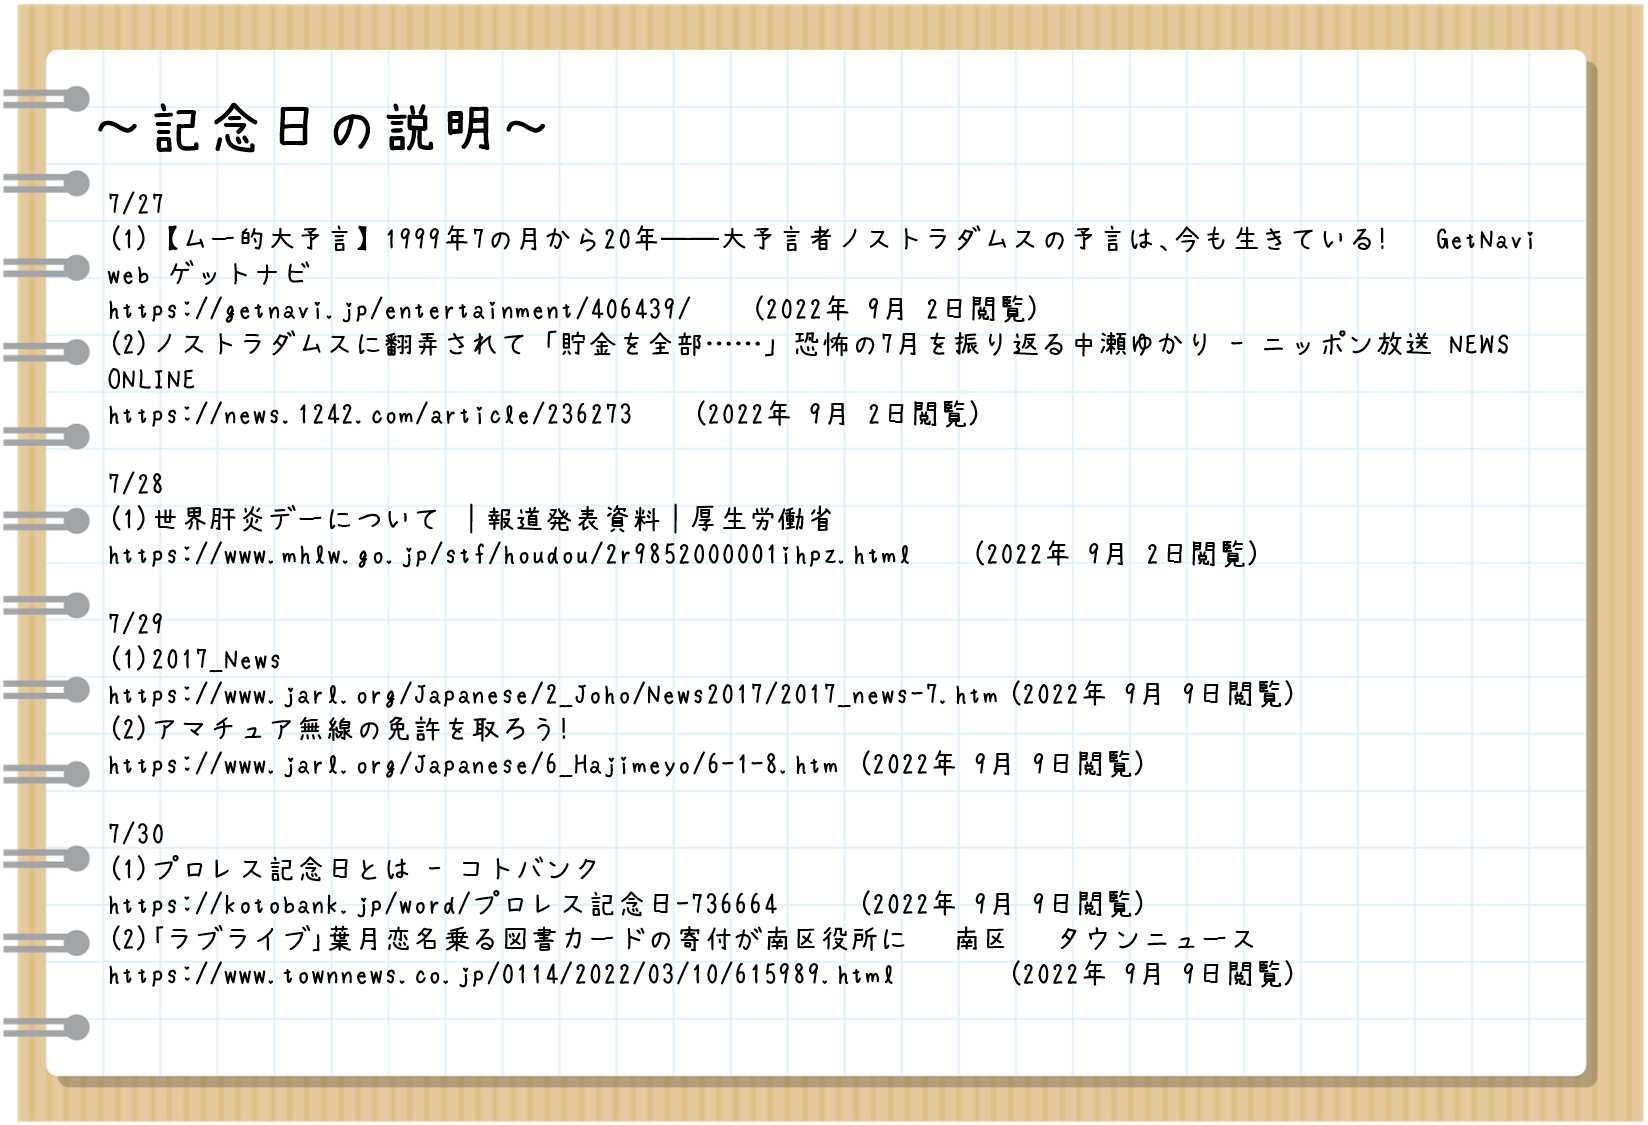 ～記念日の説明～
7/27
(1)【ムー的大予言】1999年7の月から20年――大予言者ノストラダムスの予言は、今も生きている!　GetNavi
web ゲットナビ
https://getnavi.jp/entertainment/406439/　(2022年 9月 2日閲覧)
(2)ノストラダムスに翻弄されて「貯金を全部……」恐怖の7月を振り返る中瀬ゆかり - ニッポン放送 NEWS
ONLINE
https://news.1242.com/article/236273　(2022年 9月 2日閲覧)
7/28
(1)世界肝炎デーについて　|報道発表資料|厚生労働省
https://www.mhlw.go.jp/stf/houdou/2r9852000001ihpz.html　(2022年 9月 2日閲覧)
7/29
(1)2017_News
https://www.jarl.org/Japanese/2_Joho/News2017/2017_news-7.htm (2022年 9月 9日閲覧)
(2)アマチュア無線の免許を取ろう!
https://www.jarl.org/Japanese/6_Hajimeyo/6-1-8.htm (2022年 9月 9日閲覧)
7/30
(1)プロレス記念日とは - コトバンク
https://kotobank.jp/word/プロレス記念日-736664　(2022年 9月 9日閲覧)
(2)「ラブライブ」葉月恋名乗る図書カードの寄付が南区役所に　南区　タウンニュース
https://www.townnews.co.jp/0114/2022/03/10/615989.html　(2022年 9月 9日閲覧)